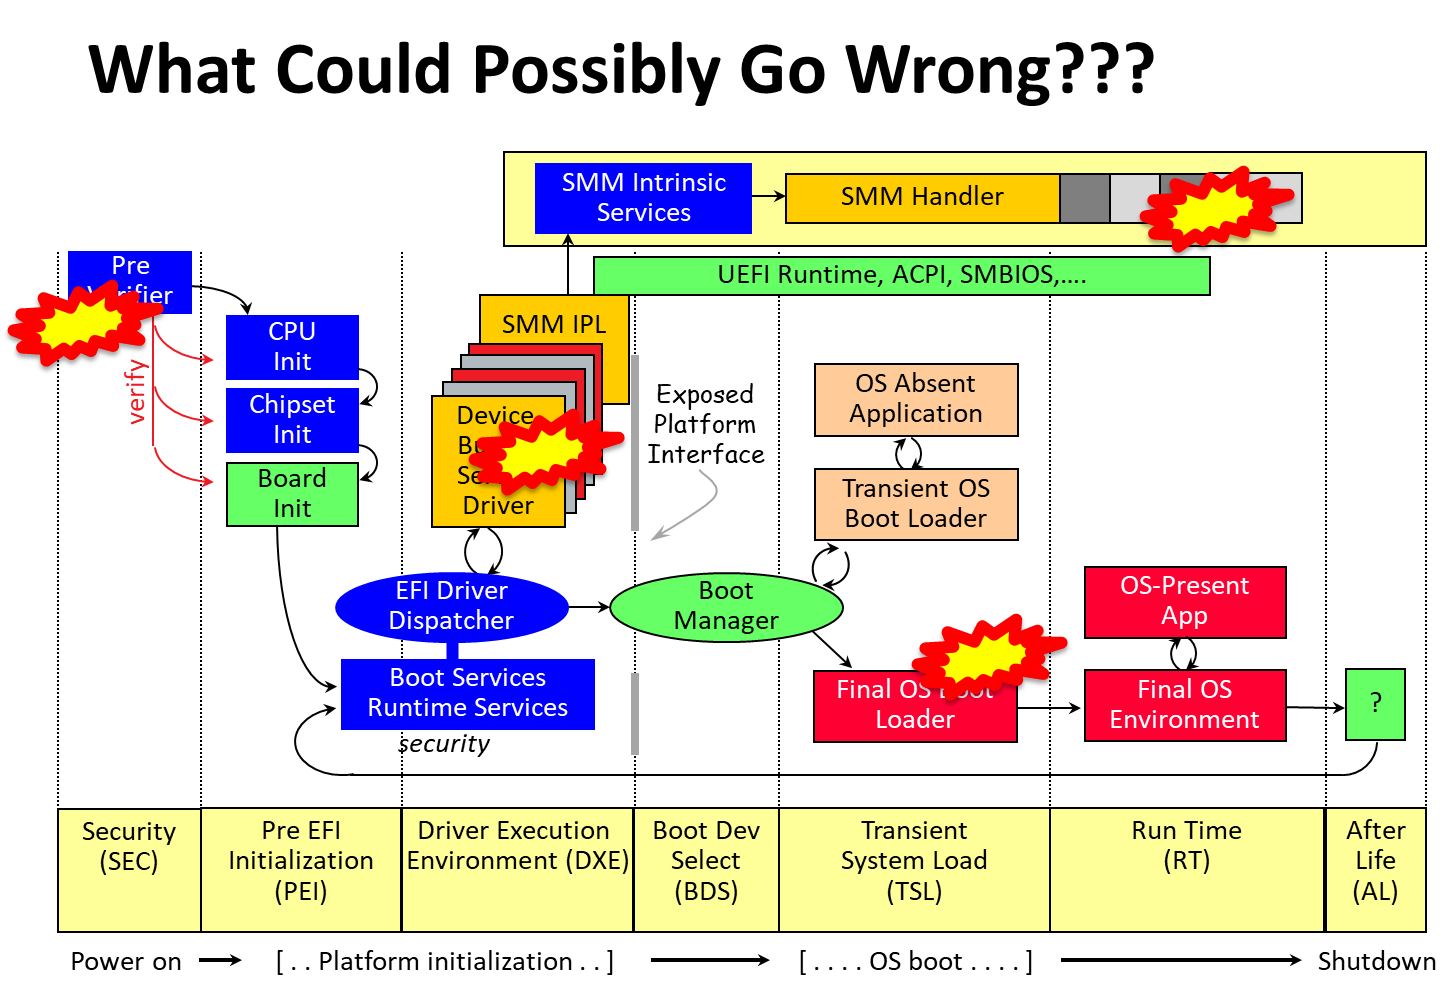 What Could Possibly Go Wrong???
SMM Intrinsic
Services
SMM Handler
UEFI Runtime, ACPI, SMBIOS,....
Pre
Verifier
verify
CPU
Init
Chipset
Init
Board
Init
SMM IPL
Device
Driver
Exposed
Platform
Interface
OS Absent
Application
Transient OS
Boot Loader
EFI Driver
Dispatcher
Boot
Manager
Boot Services
Runtime Services
security
Final OS Boot
Loader
OS-Present
App
Final OS
Environment
?
Security
(SEC)
Pre EFI
Initialization
(PEI)
Driver Execution
Environment (DXE)
Boot Dev
Select
(BDS)
Transient
System Load
(TSL)
Run Time
(RT)
After
Life
(AL)
Power on
[ . . Platform initialization . . ]
[ . . . . OS boot . . . . ]
Shutdown